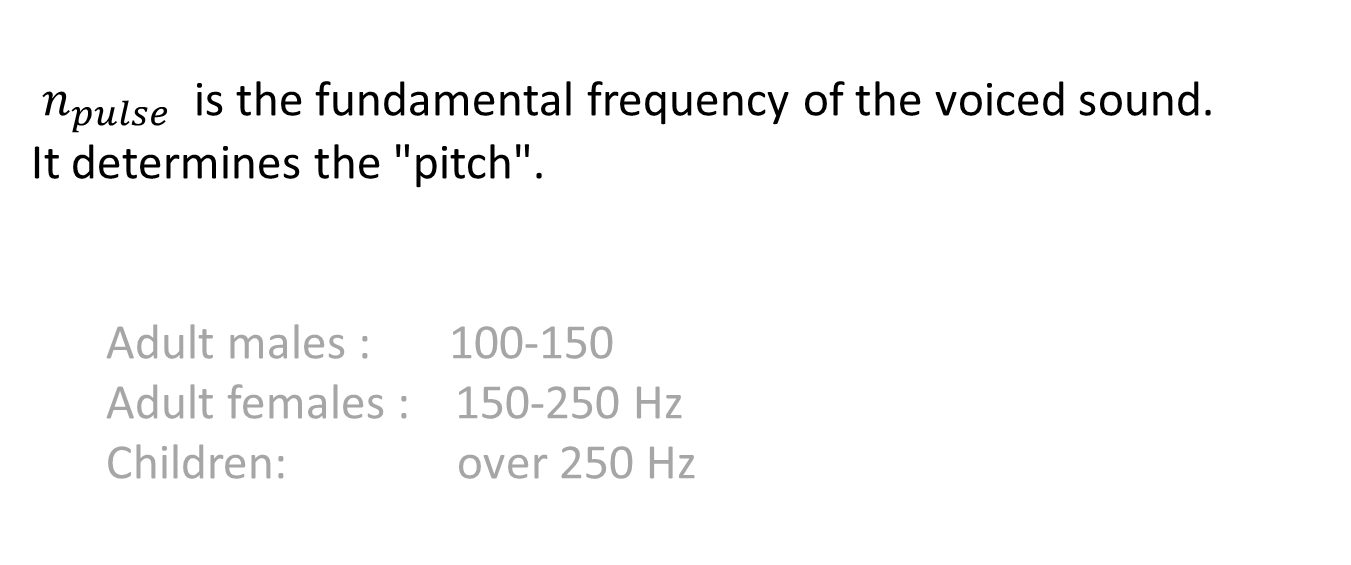 n_pulse is the fundamental frequency of the voiced sound.
It determines the "pitch".
Adult males : 100-150
Adult females : 150-250 Hz
Children: over 250 Hz